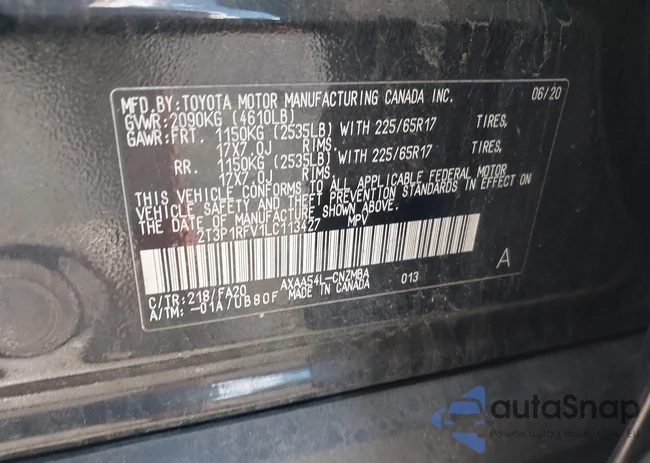 MFD.BY:TOYOTA MOTOR MANUFACTURING CANADA INC. 06/20
GVWR:2090KG (4610LB)
GAWR:FRT. 1150KG (2535LB) WITH 225/65R17 TIRES,
17X7.0J RIMS.
RR. 1150KG (2535LB) WITH 225/65R17 TIRES,
17X7.0J RIMS.
THIS VEHICLE CONFORMS TO ALL APPLICABLE FEDERAL MOTOR
VEHICLE SAFETY AND THEFT PREVENTION STANDARDS IN EFFECT ON
THE DATE OF MANUFACTURE SHOWN ABOVE.
2T3P1RFV1LC113427 MPV
A
C/TR:218/FA20 AXAA54L-CNZMBA 013
A/TM:-01A/UB80F MADE IN CANADA
autaSnap